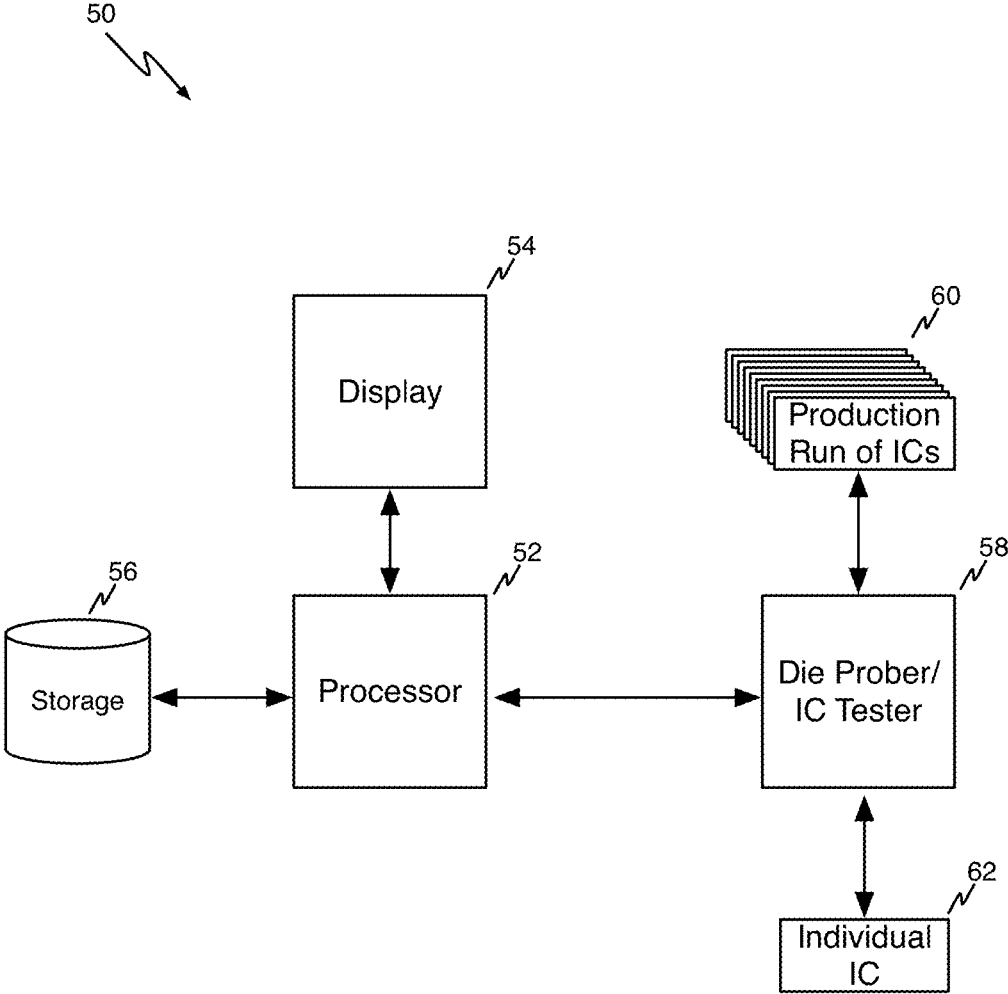 50
54
Display
60
Production
Run of ICs
56
Storage
52
Processor
58
Die Prober/
IC Tester
62
Individual
IC